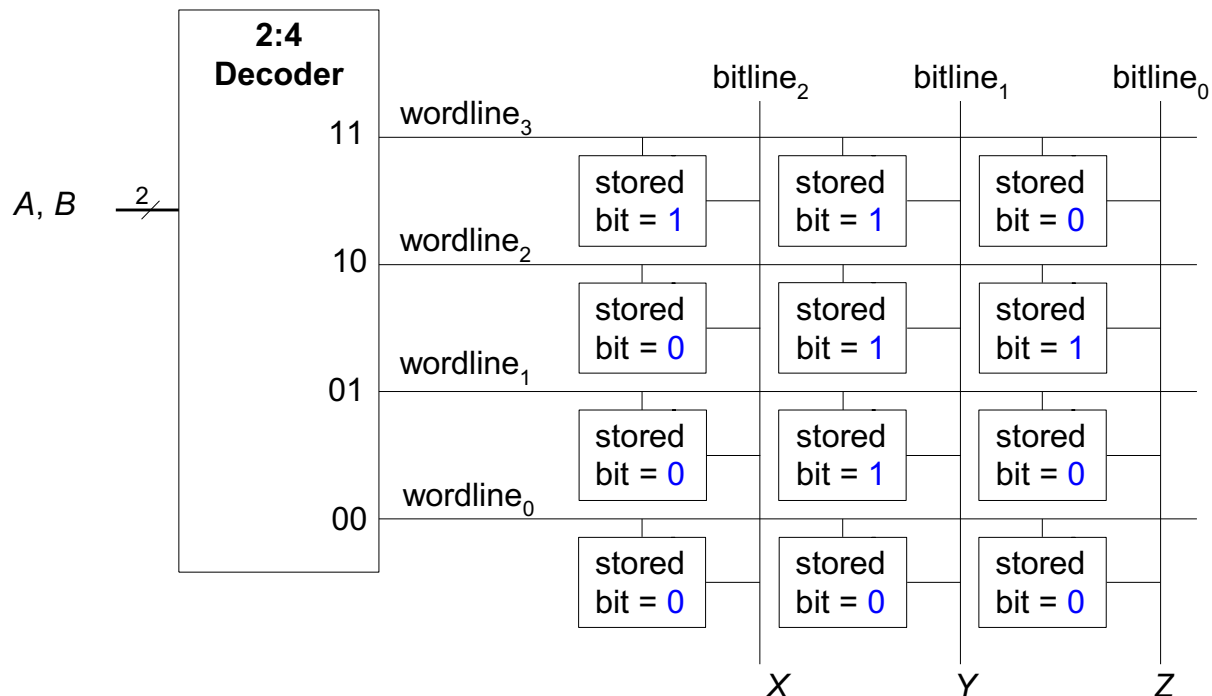 2:4
Decoder
bitline₂ bitline₁ bitline₀
wordline₃
11
stored stored stored
bit = 1 bit = 1 bit = 0
A, B
2
wordline₂
10
stored stored stored
bit = 0 bit = 1 bit = 1
wordline₁
01
stored stored stored
bit = 0 bit = 1 bit = 0
wordline₀
00
stored stored stored
bit = 0 bit = 0 bit = 0
X Y Z